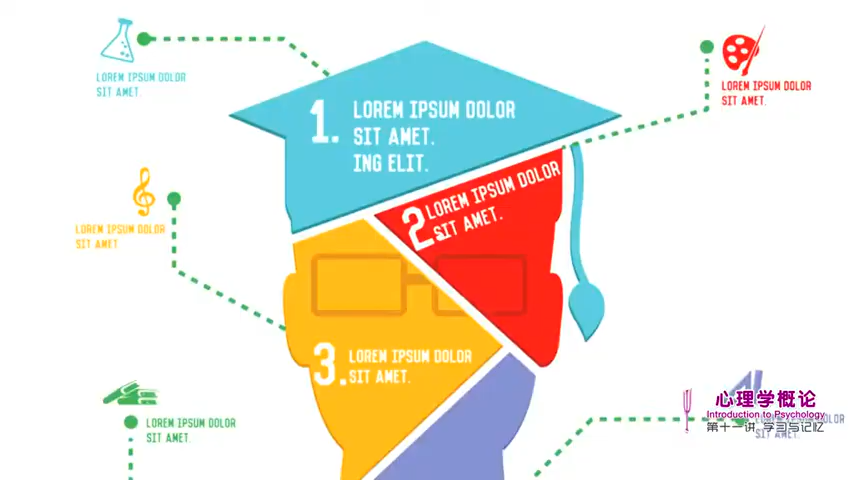 LOREM IPSUM DOLOR
SIT AMET.
LOREM IPSUM DOLOR
SIT AMET.
1.
LOREM IPSUM DOLOR
SIT AMET.
ING ELIT.
2.
LOREM IPSUM DOLOR
SIT AMET.
LOREM IPSUM DOLOR
SIT AMET
3.
LOREM IPSUM DOLOR
SIT AMET.
LOREM IPSUM DOLOR
SIT AMET.
心理学概论
Introduction to Psychology
第十一讲 学习与记忆
SIT AMET.